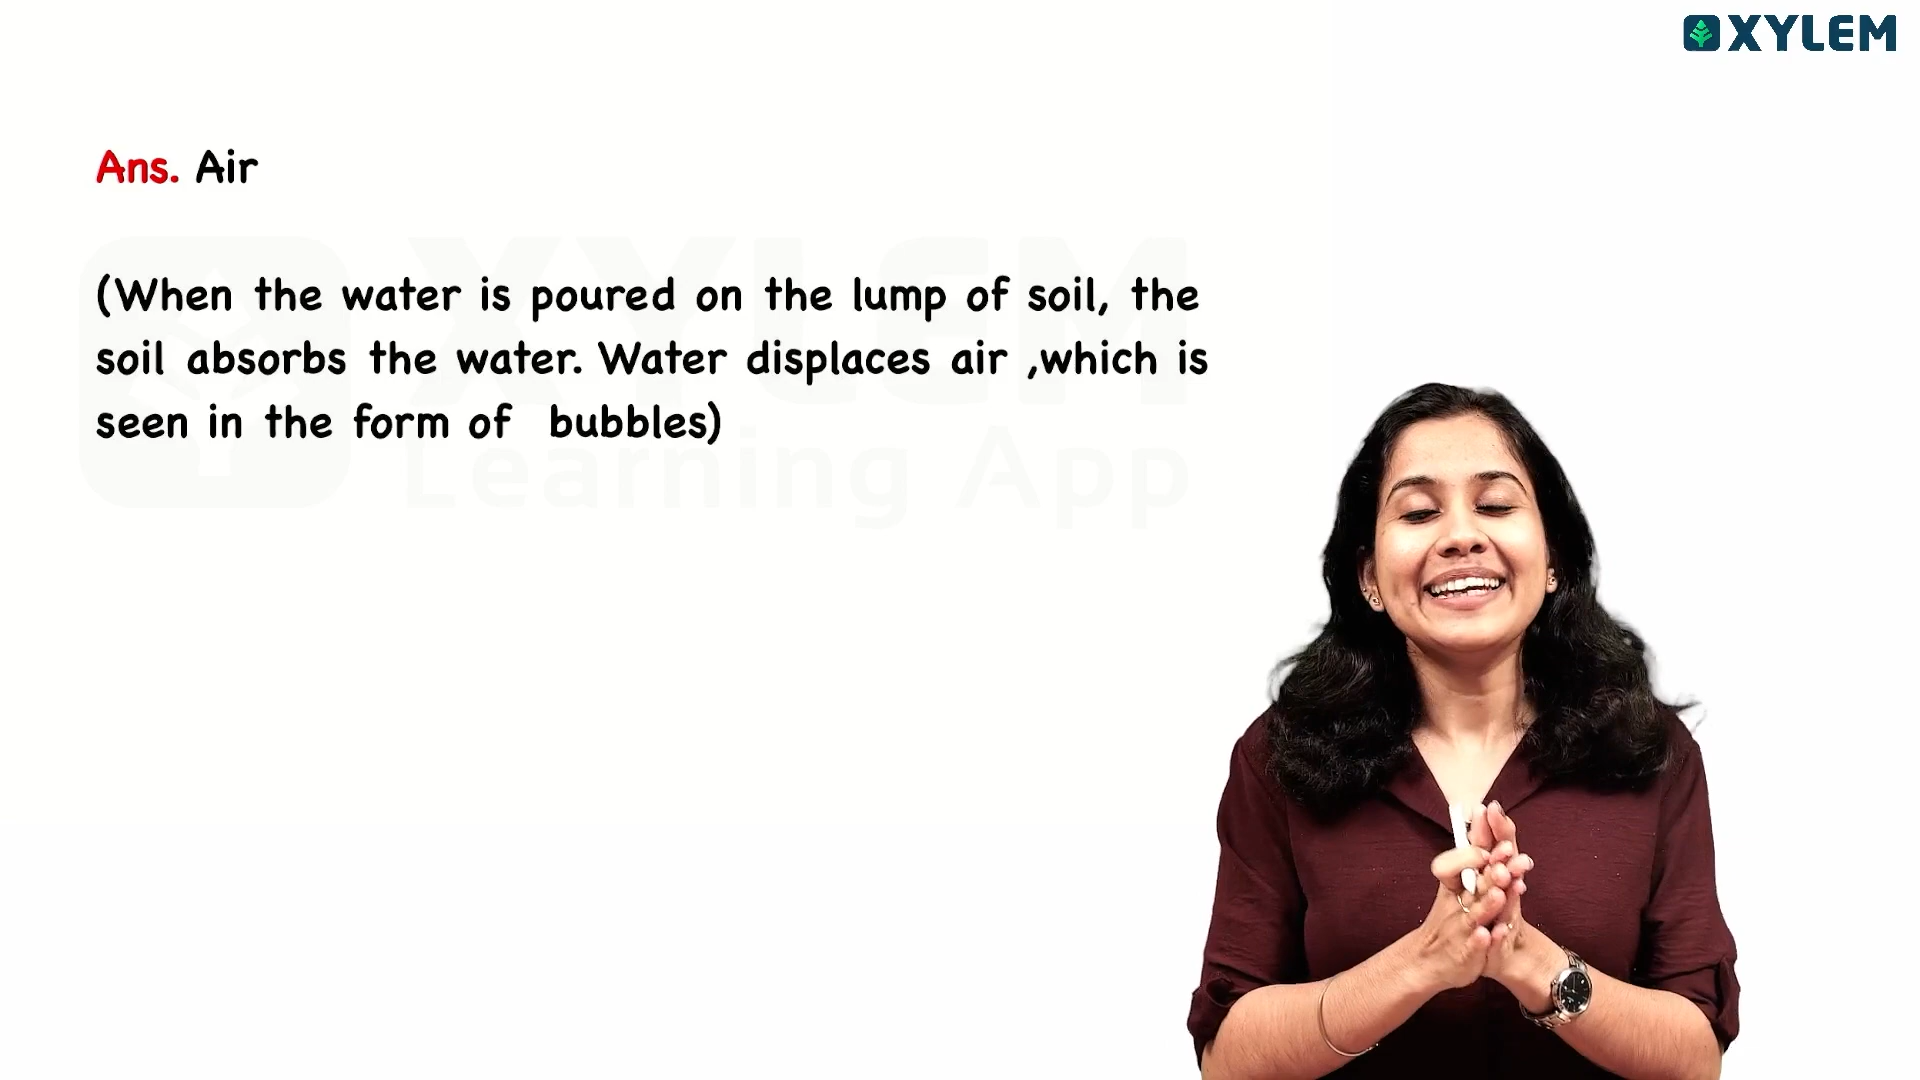 XYLEM
Ans. Air
(When the water is poured on the lump of soil, the
soil absorbs the water. Water displaces air ,which is
seen in the form of bubbles)
XYLEM
Learning App